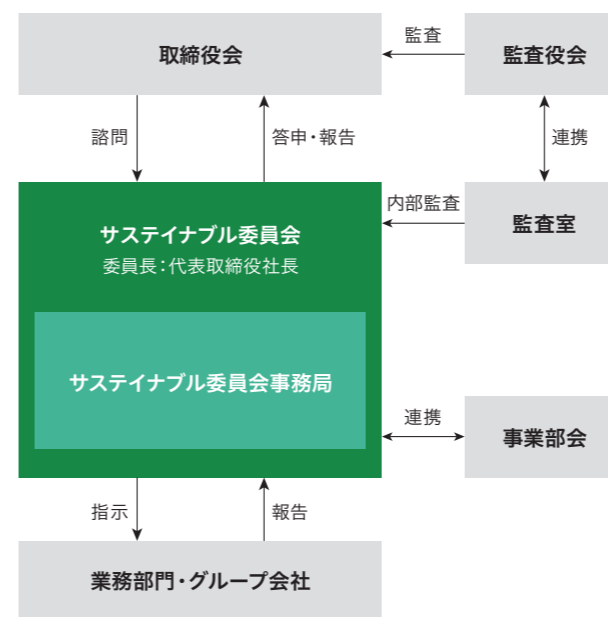 取締役会
監査
監査役会
諮問
答申・報告
連携
サステイナブル委員会
委員長：代表取締役社長
内部監査
監査室
サステイナブル委員会事務局
連携
事業部会
指示
報告
業務部門・グループ会社